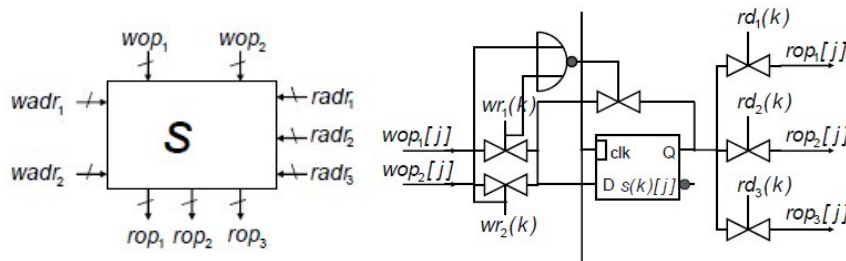 wop₁ wop₂
wadr₁
wadr₂
S
radr₁
radr₂
radr₃
rop₁ rop₂ rop₃
wr₁(k)
wop₁[j]
wop₂[j]
wr₂(k)
clk Q
D s(k)[j]
rd₁(k)
rop₁[j]
rd₂(k)
rop₂[j]
rd₃(k)
rop₃[j]